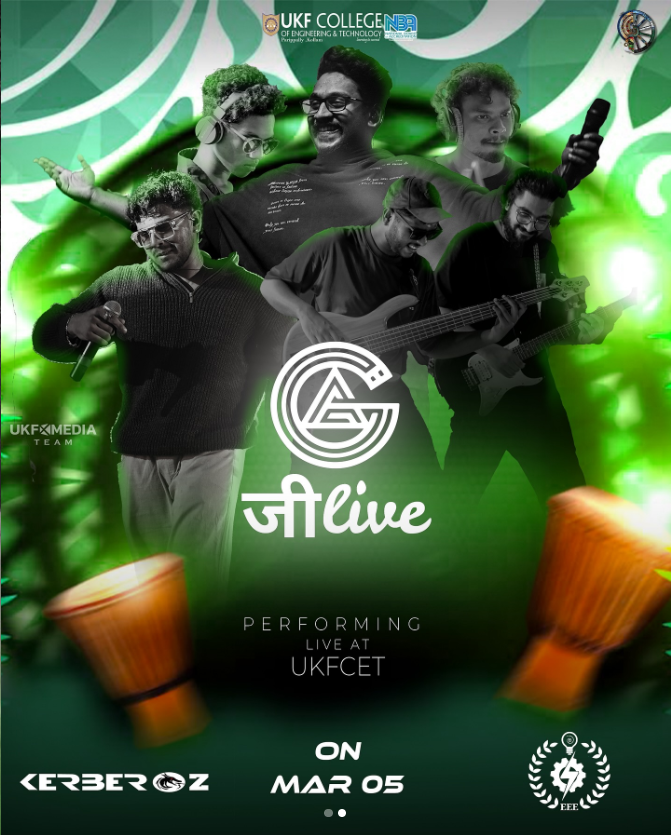 UKF COLLEGE
OF ENGINEERING & TECHNOLOGY
NBA
UKF MEDIA
TEAM
जीlive
PERFORMING
LIVE AT
UKFCET
ON
MAR 05
KERBEROZ
EEE